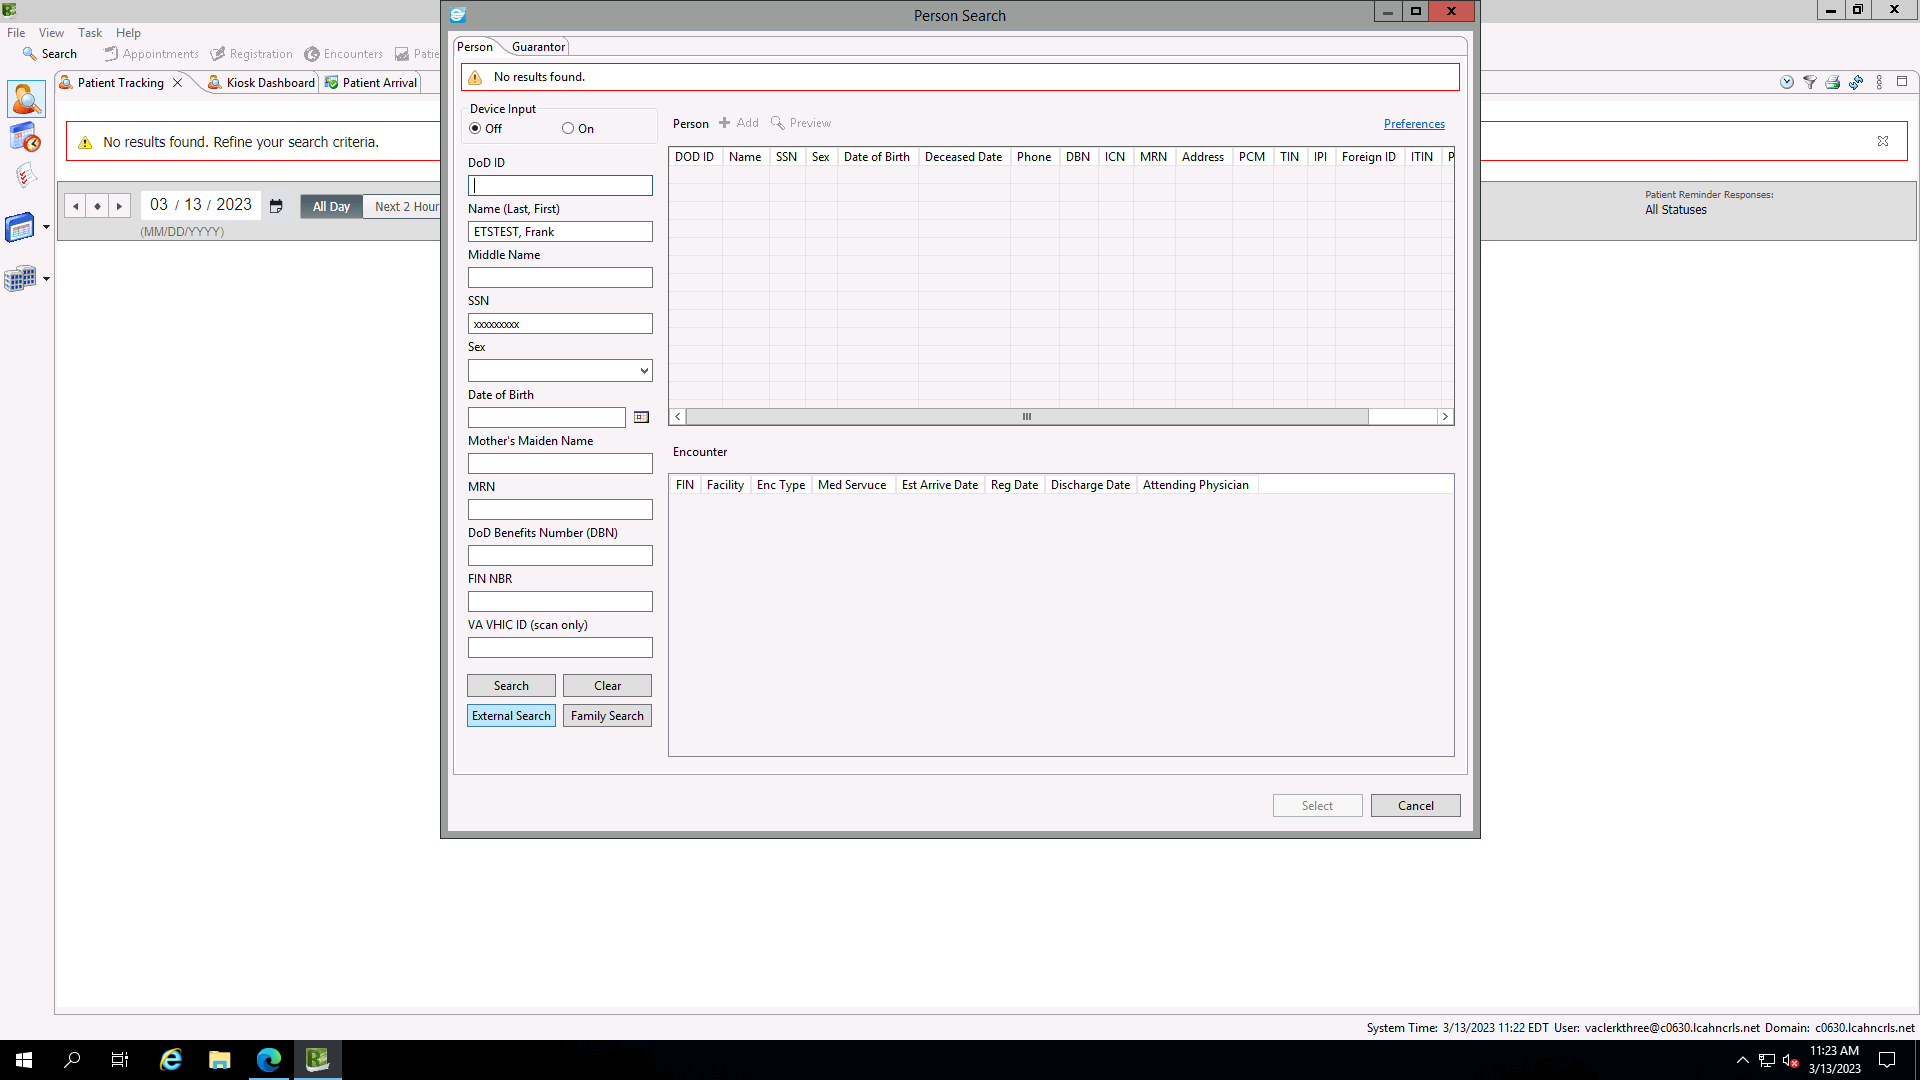 Person Search
File View Task Help
Search Appointments Registration Encounters Patie
Patient Tracking Kiosk Dashboard Patient Arrival
No results found. Refine your search criteria.
03 / 13 / 2023 All Day Next 2 Hour
(MM/DD/YYYY)
Patient Reminder Responses:
All Statuses
Person Guarantor
No results found.
Device Input
Off On
DoD ID
Name (Last, First)
ETSTEST, Frank
Middle Name
SSN
xxxxxxxxx
Sex
Date of Birth
Mother's Maiden Name
MRN
DoD Benefits Number (DBN)
FIN NBR
VA VHIC ID (scan only)
Search Clear
External Search Family Search
Person Add Preview Preferences
DOD ID Name SSN Sex Date of Birth Deceased Date Phone DBN ICN MRN Address PCM TIN IPI Foreign ID ITIN P
Encounter
FIN Facility Enc Type Med Servuce Est Arrive Date Reg Date Discharge Date Attending Physician
Select Cancel
System Time: 3/13/2023 11:22 EDT User: vaclerkthree@c0630.lcahncrls.net Domain: c0630.lcahncrls.net
11:23 AM
3/13/2023